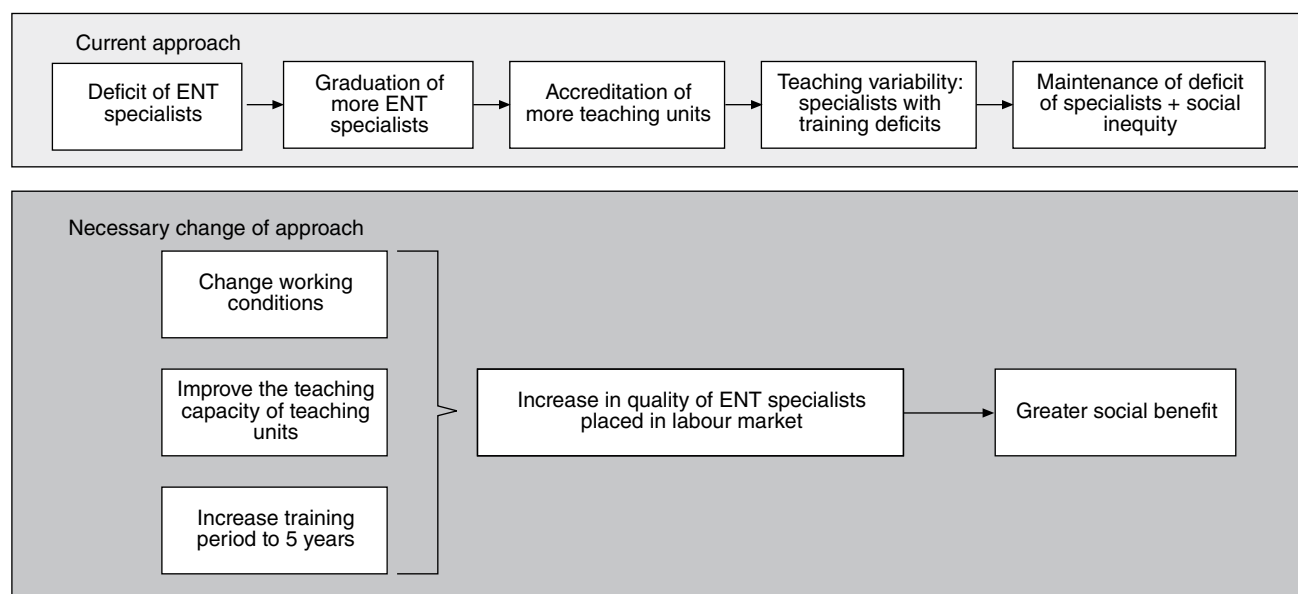 Current approach
Deficit of ENT
specialists
Graduation of
more ENT
specialists
Accreditation of
more teaching units
Teaching variability:
specialists with
training deficits
Maintenance of deficit
of specialists + social
inequity
Necessary change of approach
Change working
conditions
Improve the teaching
capacity of teaching
units
Increase training
period to 5 years
Increase in quality of ENT specialists
placed in labour market
Greater social benefit